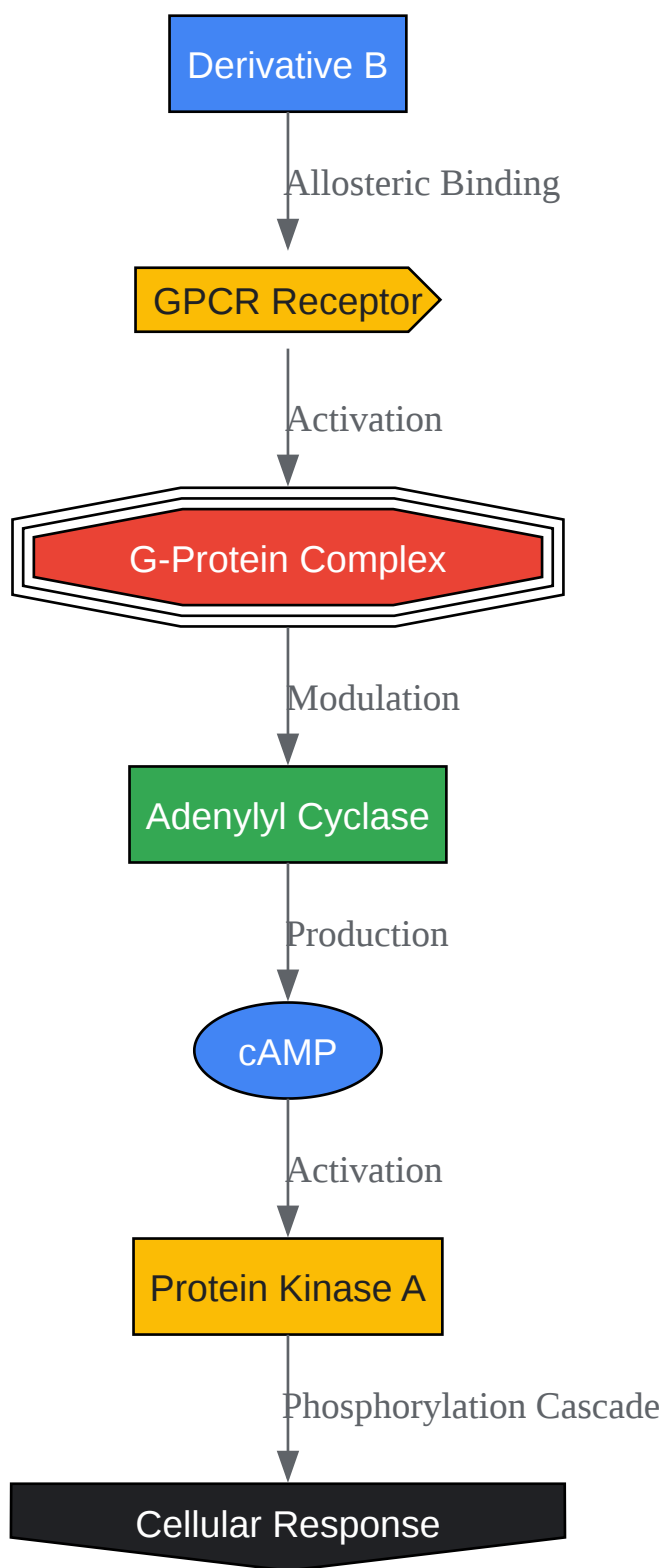 Derivative B
Allosteric Binding
GPCR Receptor
Activation
G-Protein Complex
Modulation
Adenylyl Cyclase
Production
cAMP
Activation
Protein Kinase A
Phosphorylation Cascade
Cellular Response